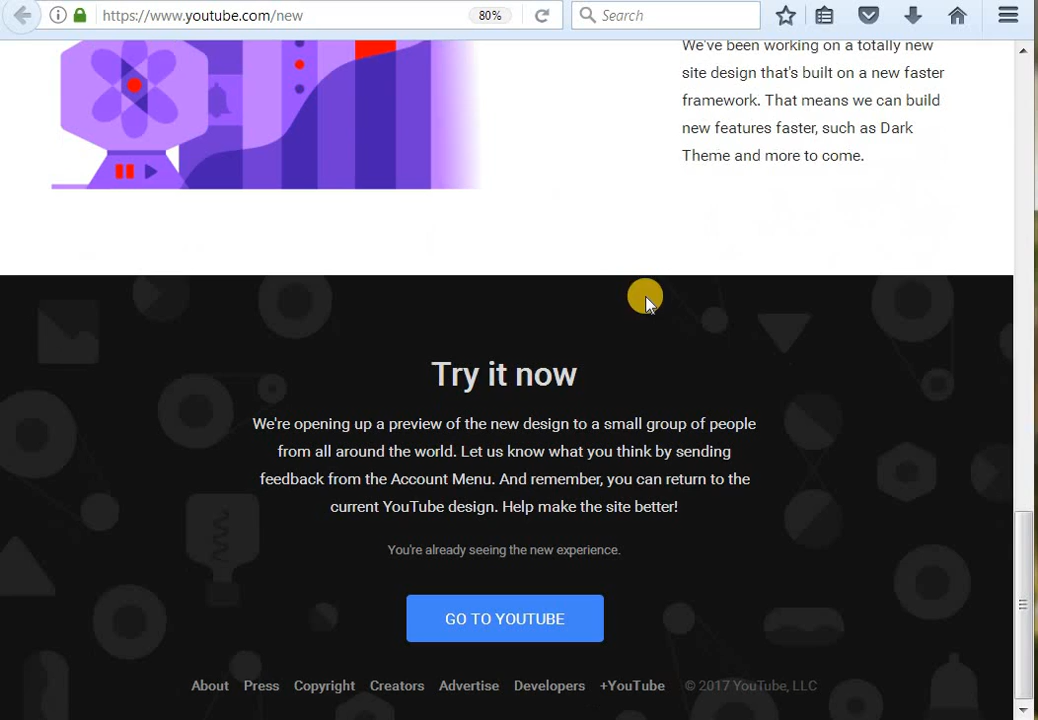 https://www.youtube.com/new
80%
Search
We've been working on a totally new
site design that's built on a new faster
framework. That means we can build
new features faster, such as Dark
Theme and more to come.
Try it now
We're opening up a preview of the new design to a small group of people
from all around the world. Let us know what you think by sending
feedback from the Account Menu. And remember, you can return to the
current YouTube design. Help make the site better!
You're already seeing the new experience.
GO TO YOUTUBE
About Press Copyright Creators Advertise Developers +YouTube © 2017 YouTube, LLC